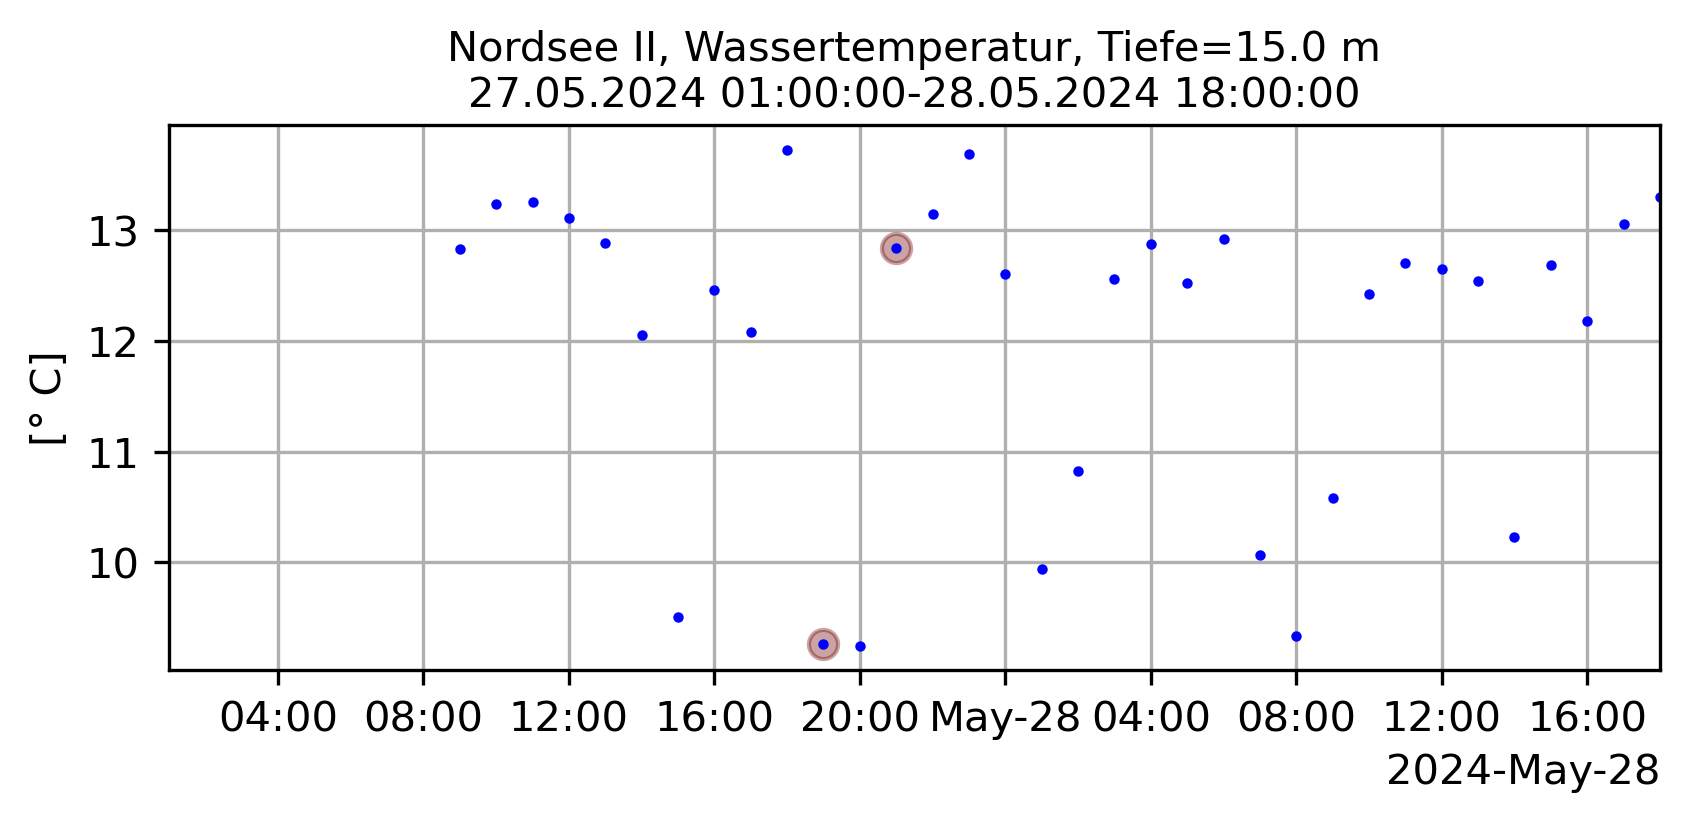 Nordsee II, Wassertemperatur, Tiefe=15.0 m
27.05.2024 01:00:00-28.05.2024 18:00:00
[° C]
13
12
11
10
04:00 08:00 12:00 16:00 20:00 May-28 04:00 08:00 12:00 16:00
2024-May-28